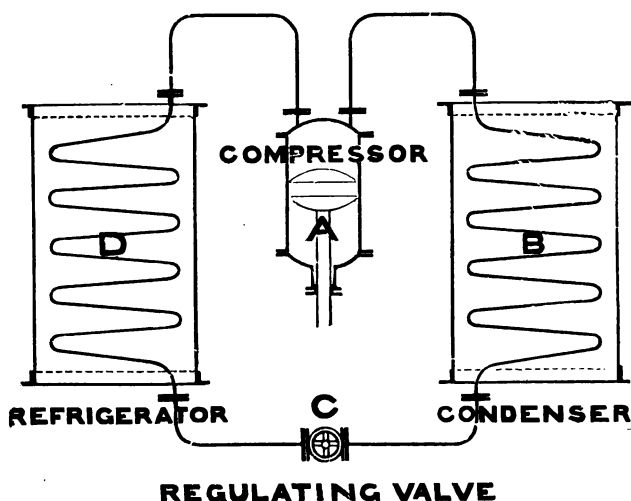 COMPRESSOR
A
D
B
REFRIGERATOR
C
CONDENSER
REGULATING VALVE